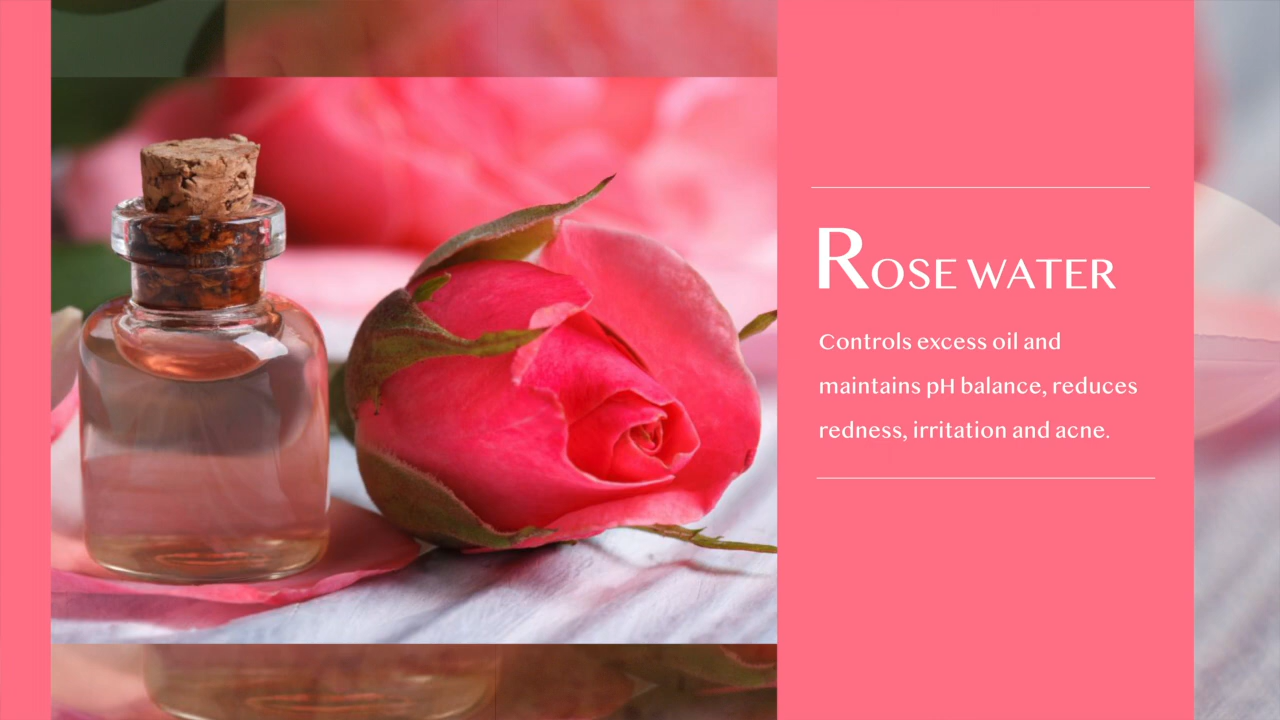 ROSE WATER
Controls excess oil and
maintains pH balance, reduces
redness, irritation and acne.